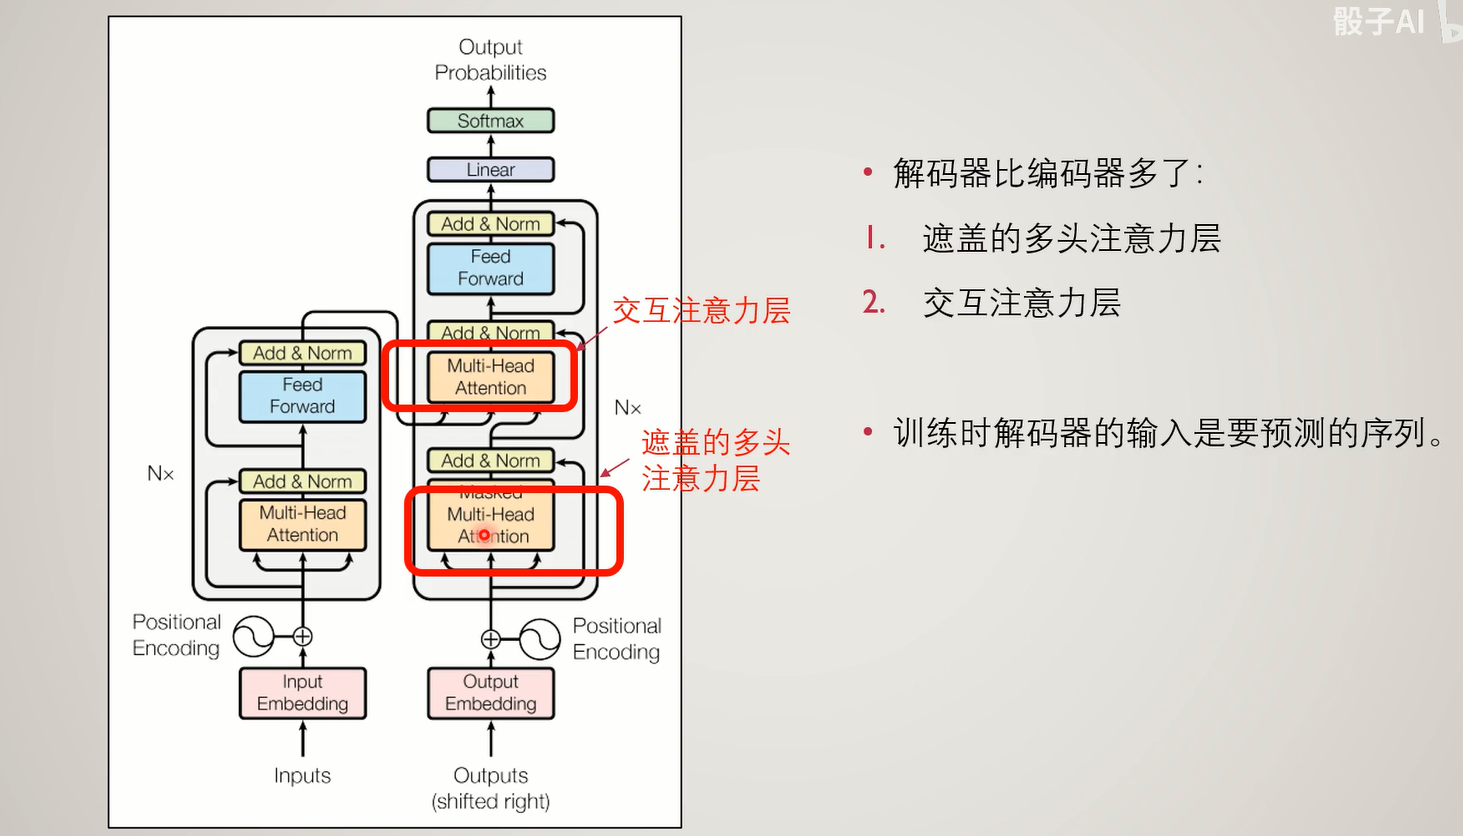 骰子AI
Output
Probabilities
Softmax
Linear
Add & Norm
Feed
Forward
Add & Norm
Multi-Head
Attention
交互注意力层
N×
Add & Norm
Masked
Multi-Head
Attention
遮盖的多头
注意力层
Add & Norm
Feed
Forward
N×
Add & Norm
Multi-Head
Attention
Positional
Encoding
Positional
Encoding
Input
Embedding
Output
Embedding
Inputs
Outputs
(shifted right)
• 解码器比编码器多了：
1. 遮盖的多头注意力层
2. 交互注意力层
• 训练时解码器的输入是要预测的序列。